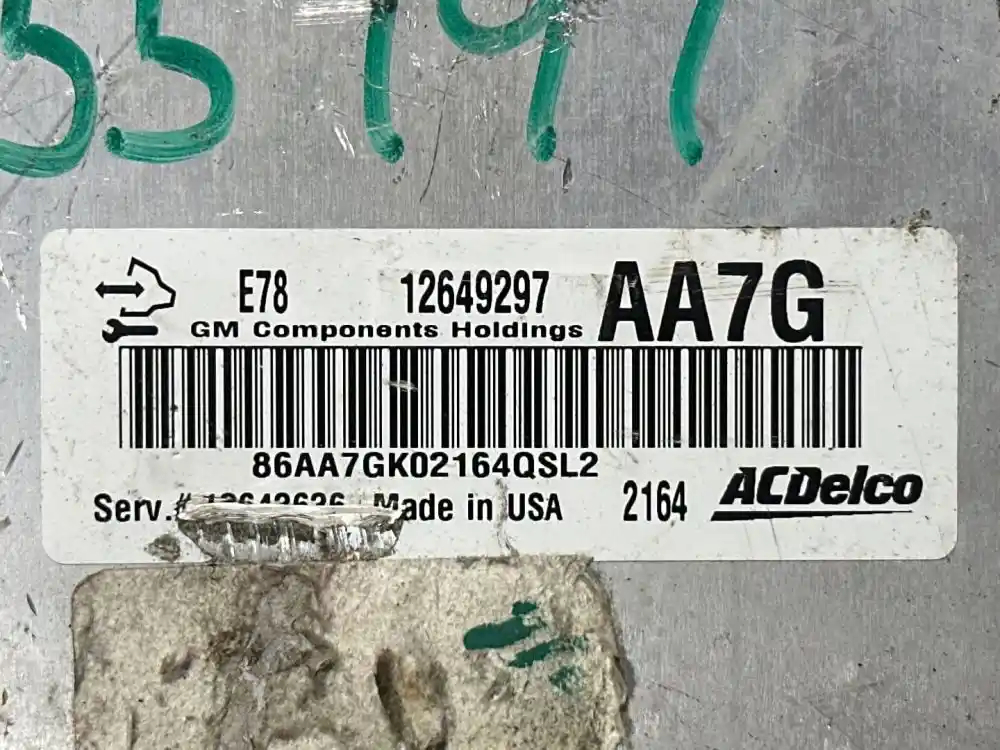 E78 12649297 AA7G
GM Components Holdings
86AA7GK02164QSL2
Serv.# Made in USA 2164 ACDelco